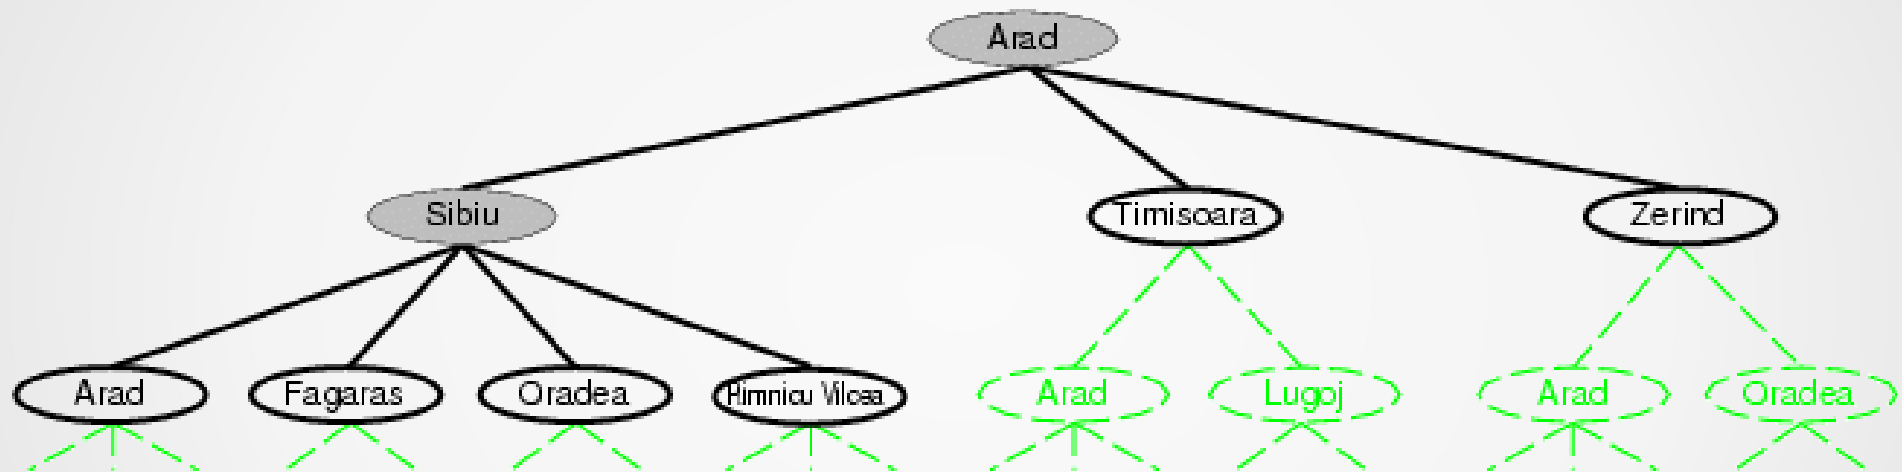 Arad
Sibiu
Timisoara
Zerind
Arad
Fagaras
Oradea
Rimnicu Vilcea
Arad
Lugoj
Arad
Oradea